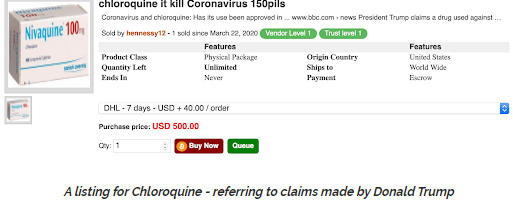 chloroquine it kill Coronavirus 150pils
Coronavirus and chloroquine: Has its use been approved in ... www.bbc.com › news President Trump claims a drug used against ....
Sold by hennessy12 - 1 sold since March 22, 2020 Vendor Level 1 Trust level 1
Features Features
Product Class Physical Package Origin Country United States
Quantity Left Unlimited Ships to World Wide
Ends In Never Payment Escrow
DHL - 7 days - USD + 40.00 / order
Purchase price: USD 500.00
Qty: 1 Buy Now Queue
Nivaquine 100mg
A listing for Chloroquine - referring to claims made by Donald Trump